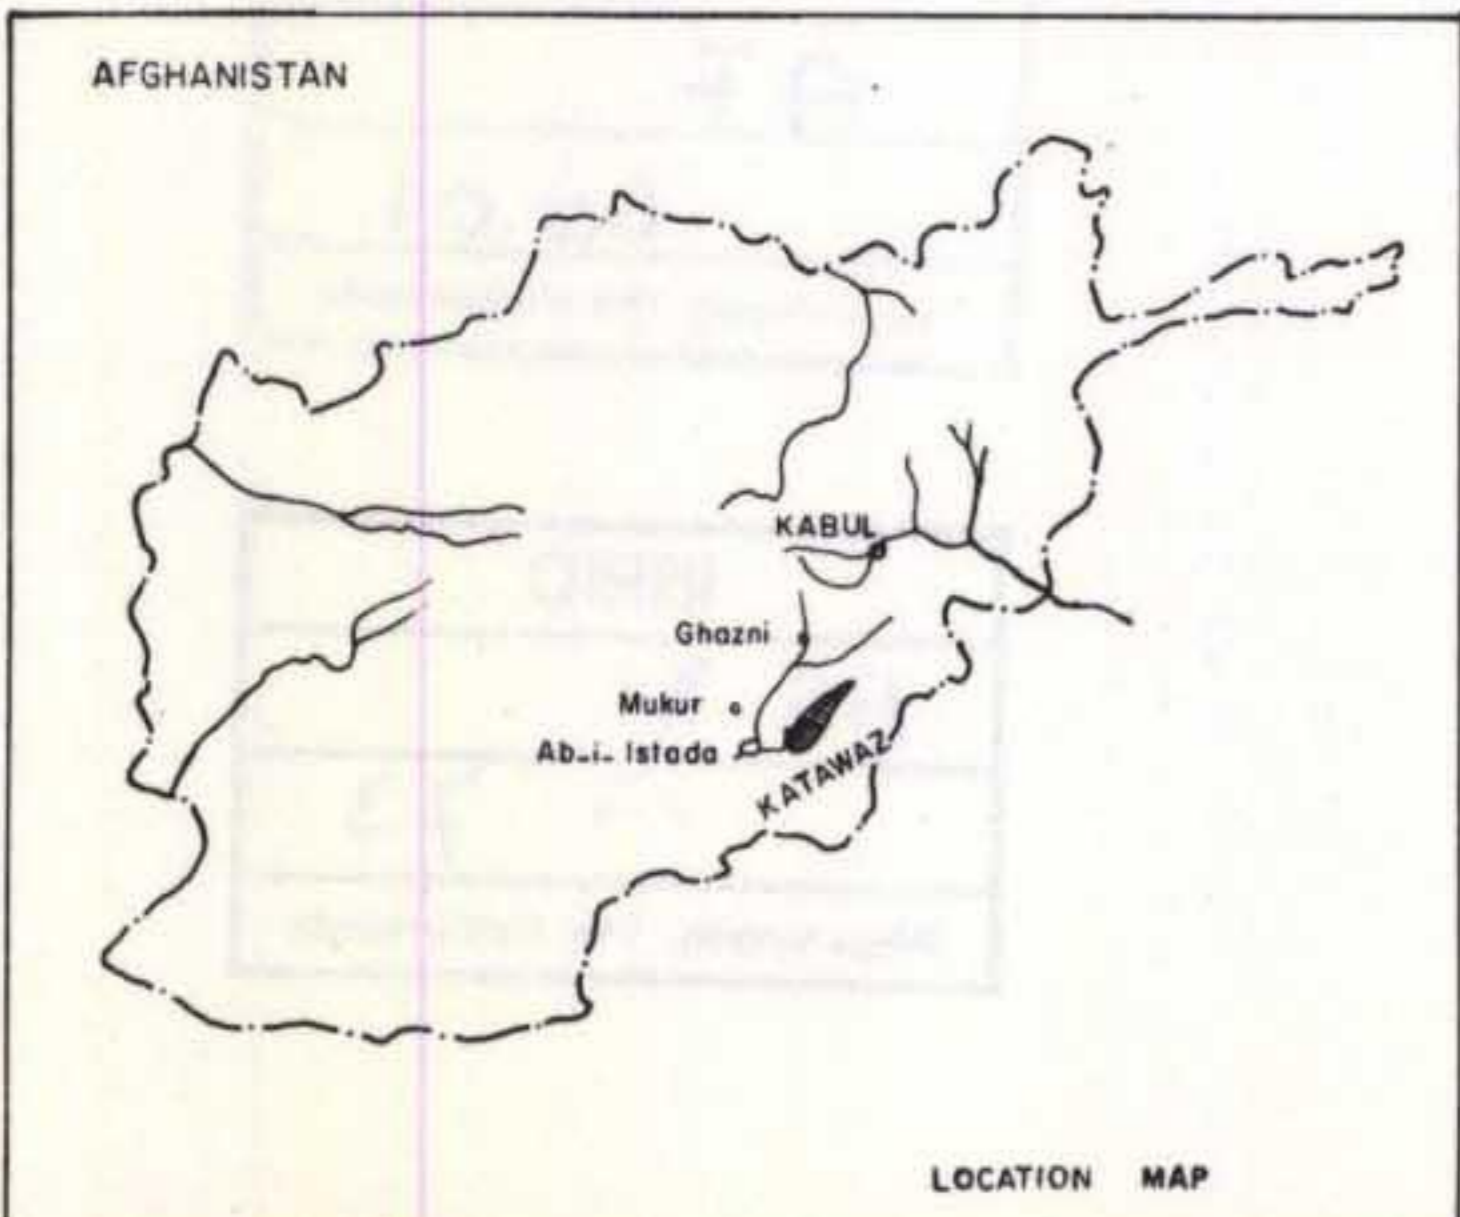 AFGHANISTAN
KABUL
Ghazni
Mukur
Ab-i- Istada
KATAWAZ
LOCATION MAP